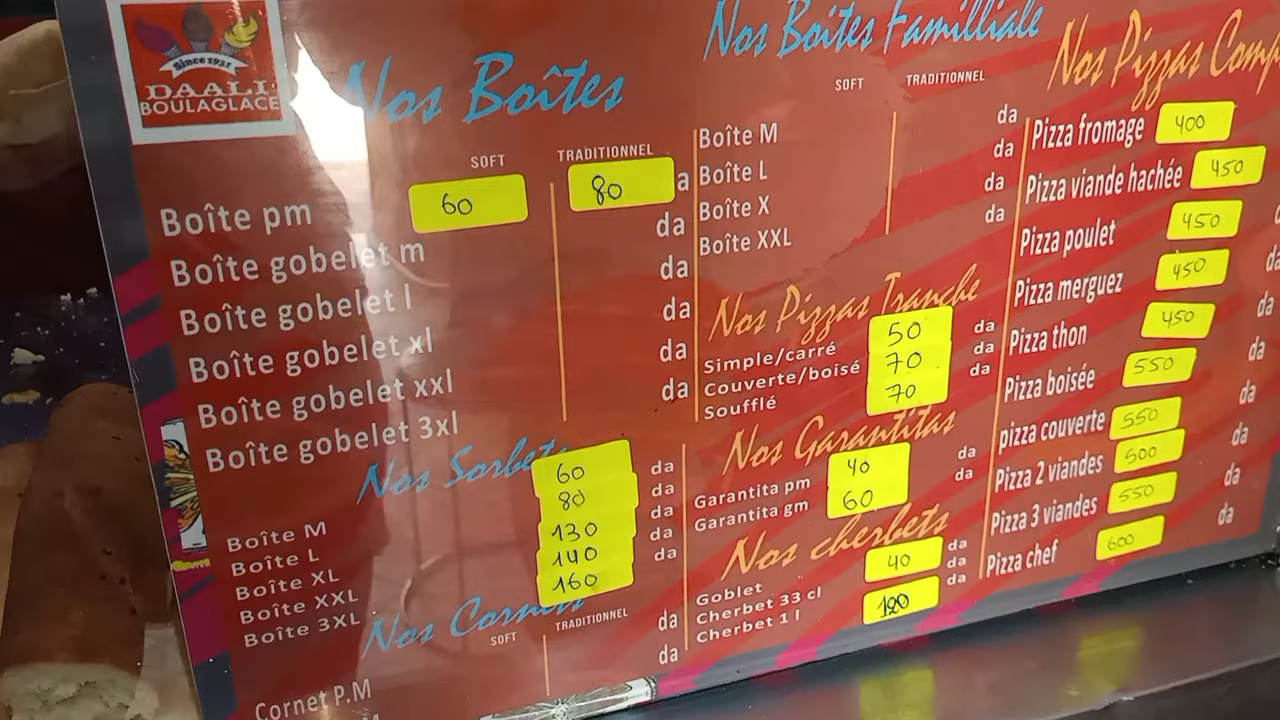 Since 1931
DAALI
BOULAGLACE
Nos Boîtes
SOFT TRADITIONNEL
Boîte pm 60 80 da
Boîte gobelet m da
Boîte gobelet l da
Boîte gobelet xl da
Boîte gobelet xxl da
Boîte gobelet 3xl da
Nos Sorbets
Boîte M 60 da
Boîte L 80 da
Boîte XL 130 da
Boîte XXL 140 da
Boîte 3XL 160 da
Nos Cornets
SOFT TRADITIONNEL
da
da
Cornet P.M
Nos Boîtes Familliale
SOFT TRADITIONNEL
Boîte M da
Boîte L da
Boîte X da
Boîte XXL da
Nos Pizzas Tranche
Simple/carré 50 da
Couverte/boisé 70 da
Soufflé 70 da
Nos Garantitas
Garantita pm 40 da
Garantita gm 60 da
Nos cherbets
Goblet 40 da
Cherbet 33 cl da
Cherbet 1 l 120 da
Nos Pizzas
Pizza fromage 400
Pizza viande hachée 450
Pizza poulet 450
Pizza merguez 450 da
Pizza thon 450 da
Pizza boisée 550 da
pizza couverte 550 da
Pizza 2 viandes 500 da
Pizza 3 viandes 550 da
Pizza chef 600 da